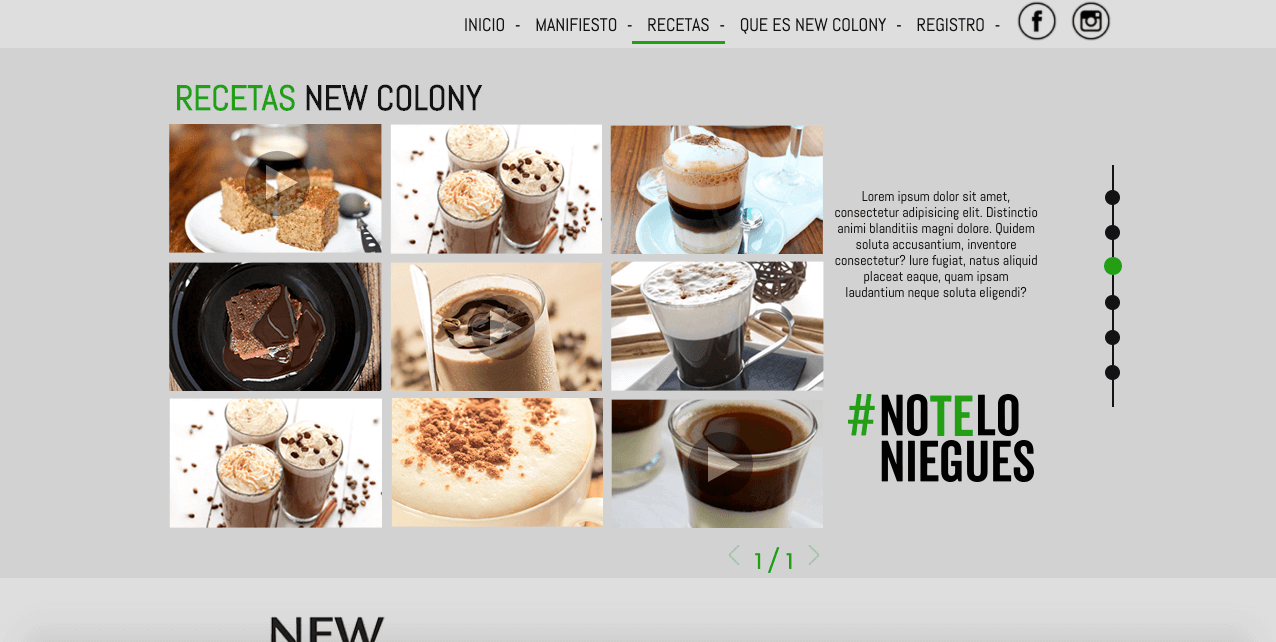 INICIO - MANIFIESTO - RECETAS - QUE ES NEW COLONY - REGISTRO -
RECETAS NEW COLONY
Lorem ipsum dolor sit amet,
consectetur adipisicing elit. Distinctio
animi blanditiis magni dolore. Quidem
soluta accusantium, inventore
consectetur? Iure fugiat, natus aliquid
placeat eaque, quam ipsam
laudantium neque soluta eligendi?
#NOTELO
NIEGUES
1 / 1
NEW